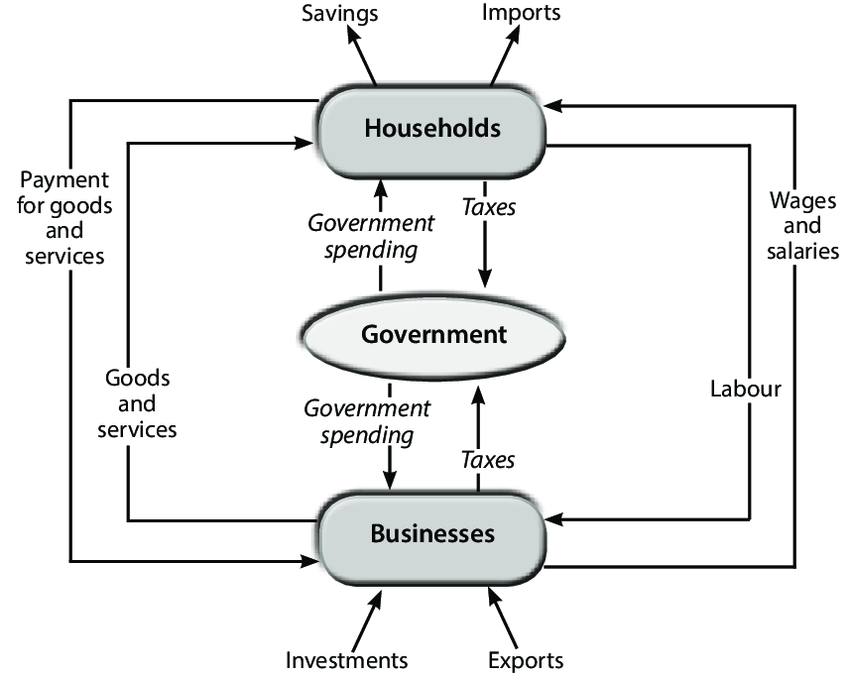 Savings
Imports
Households
Payment
for goods
and
services
Government
spending
Taxes
Wages
and
salaries
Government
Goods
and
services
Government
spending
Taxes
Labour
Businesses
Investments
Exports